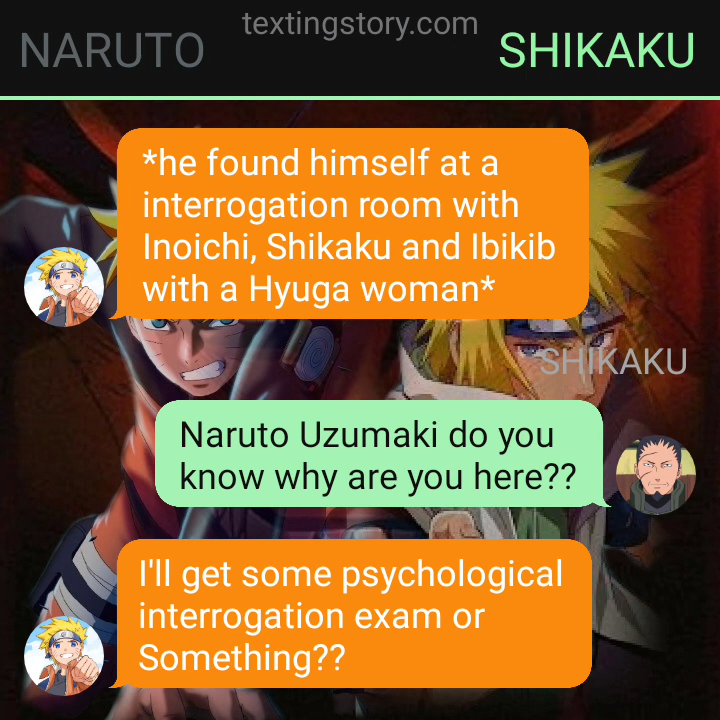 textingstory.com
NARUTO
SHIKAKU
*he found himself at a
interrogation room with
Inoichi, Shikaku and Ibikib
with a Hyuga woman*
SHIKAKU
Naruto Uzumaki do you
know why are you here??
I'll get some psychological
interrogation exam or
Something??